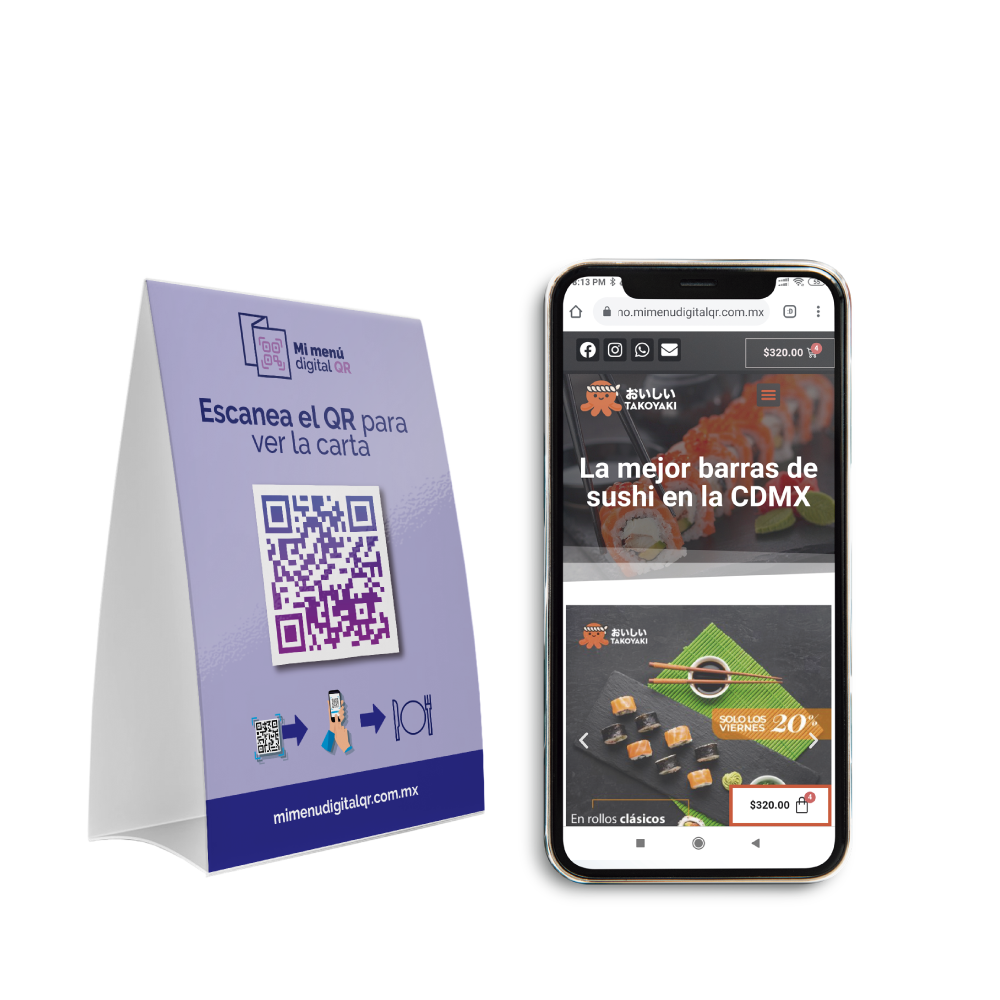 Mi menú
digital QR
Escanea el QR para
ver la carta
mimenudigitalqr.com.mx
8:13 PM
55
no.mimenudigitalqr.com.mx
$320.00
4
おいしい
TAKOYAKI
La mejor barras de
sushi en la CDMX
おいしい
TAKOYAKI
SOLO LOS
VIERNES 20%
$320.00
4
En rollos clásicos